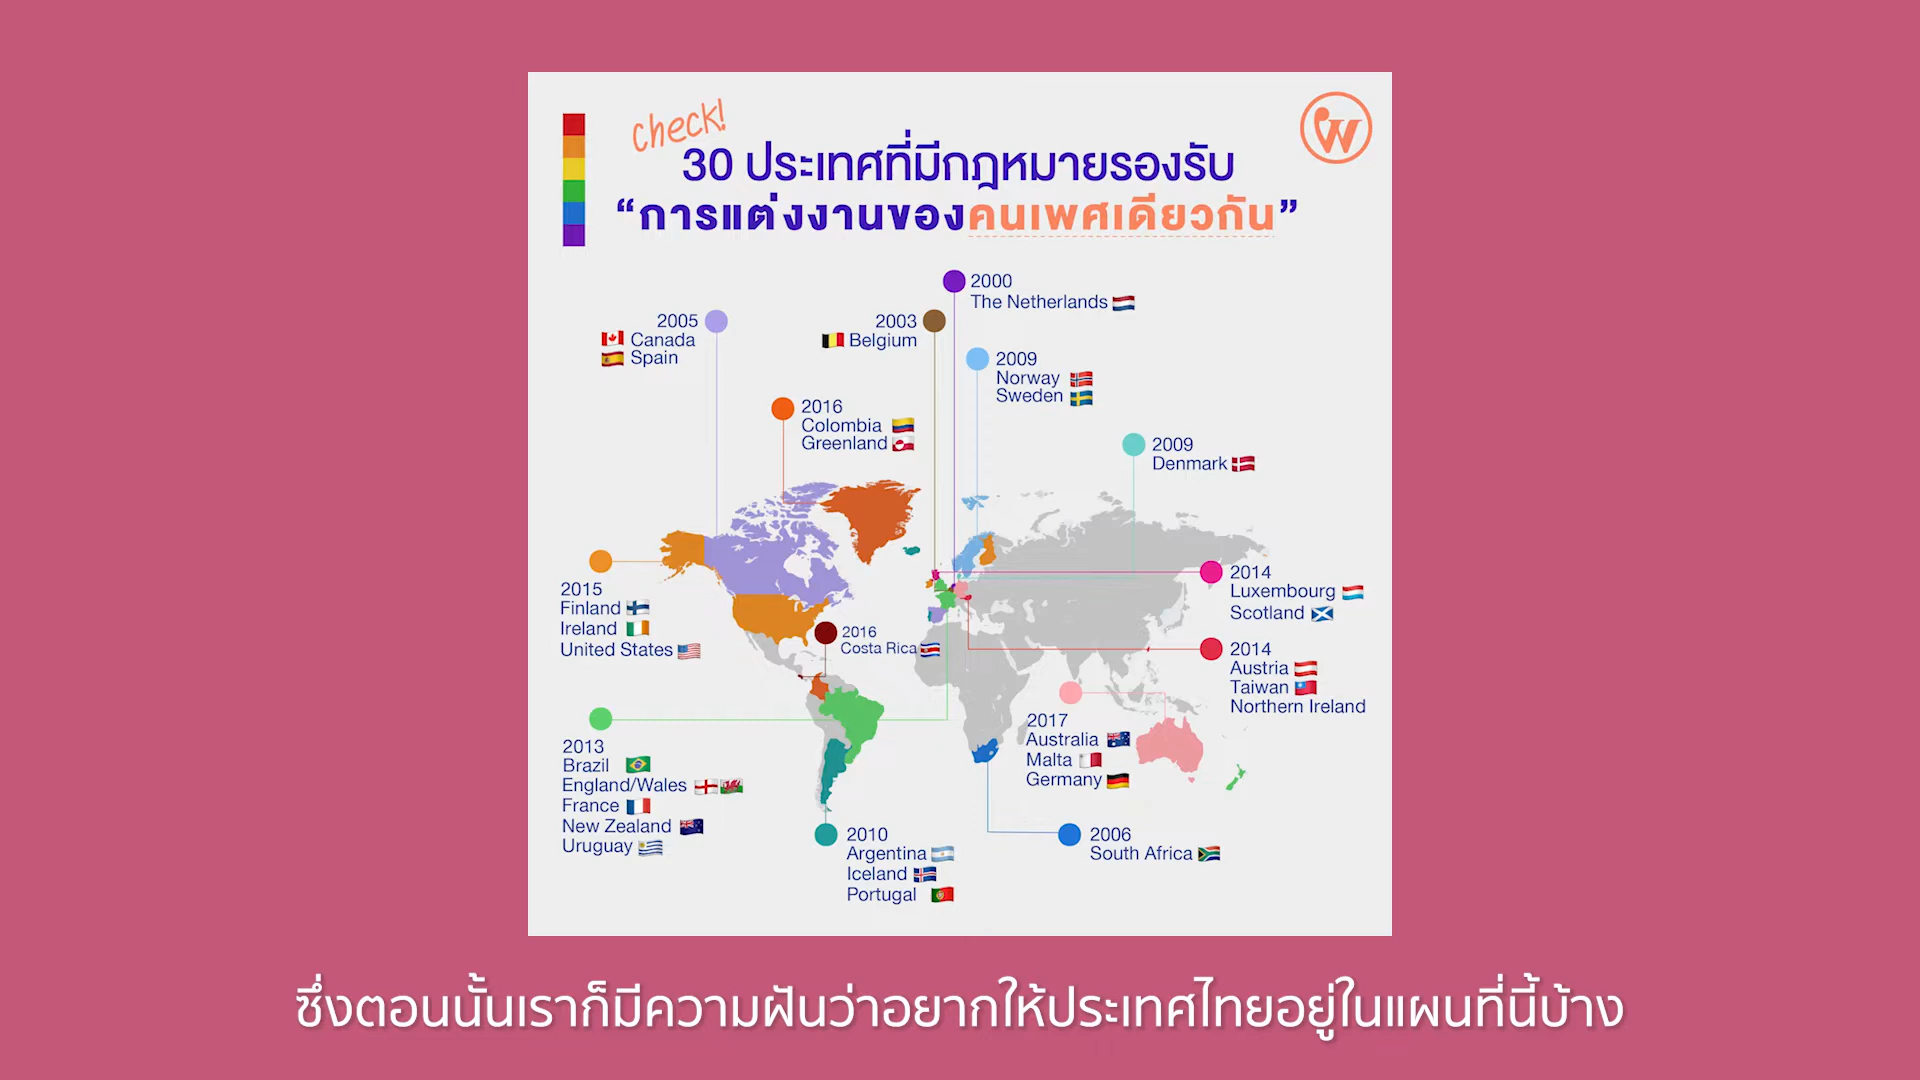 check!
30 ประเทศที่มีกฎหมายรองรับ
“การแต่งงานของคนเพศเดียวกัน”
W
2000
The Netherlands
2005
Canada
Spain
2003
Belgium
2009
Norway
Sweden
2016
Colombia
Greenland
2009
Denmark
2015
Finland
Ireland
United States
2016
Costa Rica
2014
Luxembourg
Scotland
2014
Austria
Taiwan
Northern Ireland
2013
Brazil
England/Wales
France
New Zealand
Uruguay
2017
Australia
Malta
Germany
2010
Argentina
Iceland
Portugal
2006
South Africa
ซึ่งตอนนั้นเราก็มีความฝันว่าอยากให้ประเทศไทยอยู่ในแผนที่นี้บ้าง